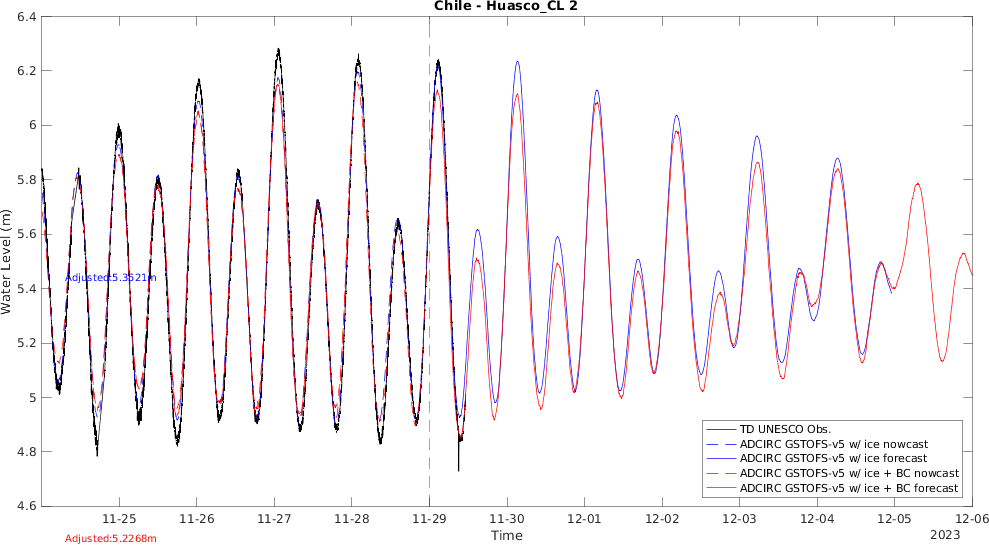 Chile - Huasco_CL 2
6.4
6.2
6
5.8
5.6
5.4
5.2
5
4.8
4.6
Water Level (m)
Adjusted:5.3521m
TD UNESCO Obs.
ADCIRC GSTOFS-v5 w/ ice nowcast
ADCIRC GSTOFS-v5 w/ ice forecast
ADCIRC GSTOFS-v5 w/ ice + BC nowcast
ADCIRC GSTOFS-v5 w/ ice + BC forecast
11-25 11-26 11-27 11-28 11-29 11-30 12-01 12-02 12-03 12-04 12-05 12-06
Time
2023
Adjusted:5.2268m